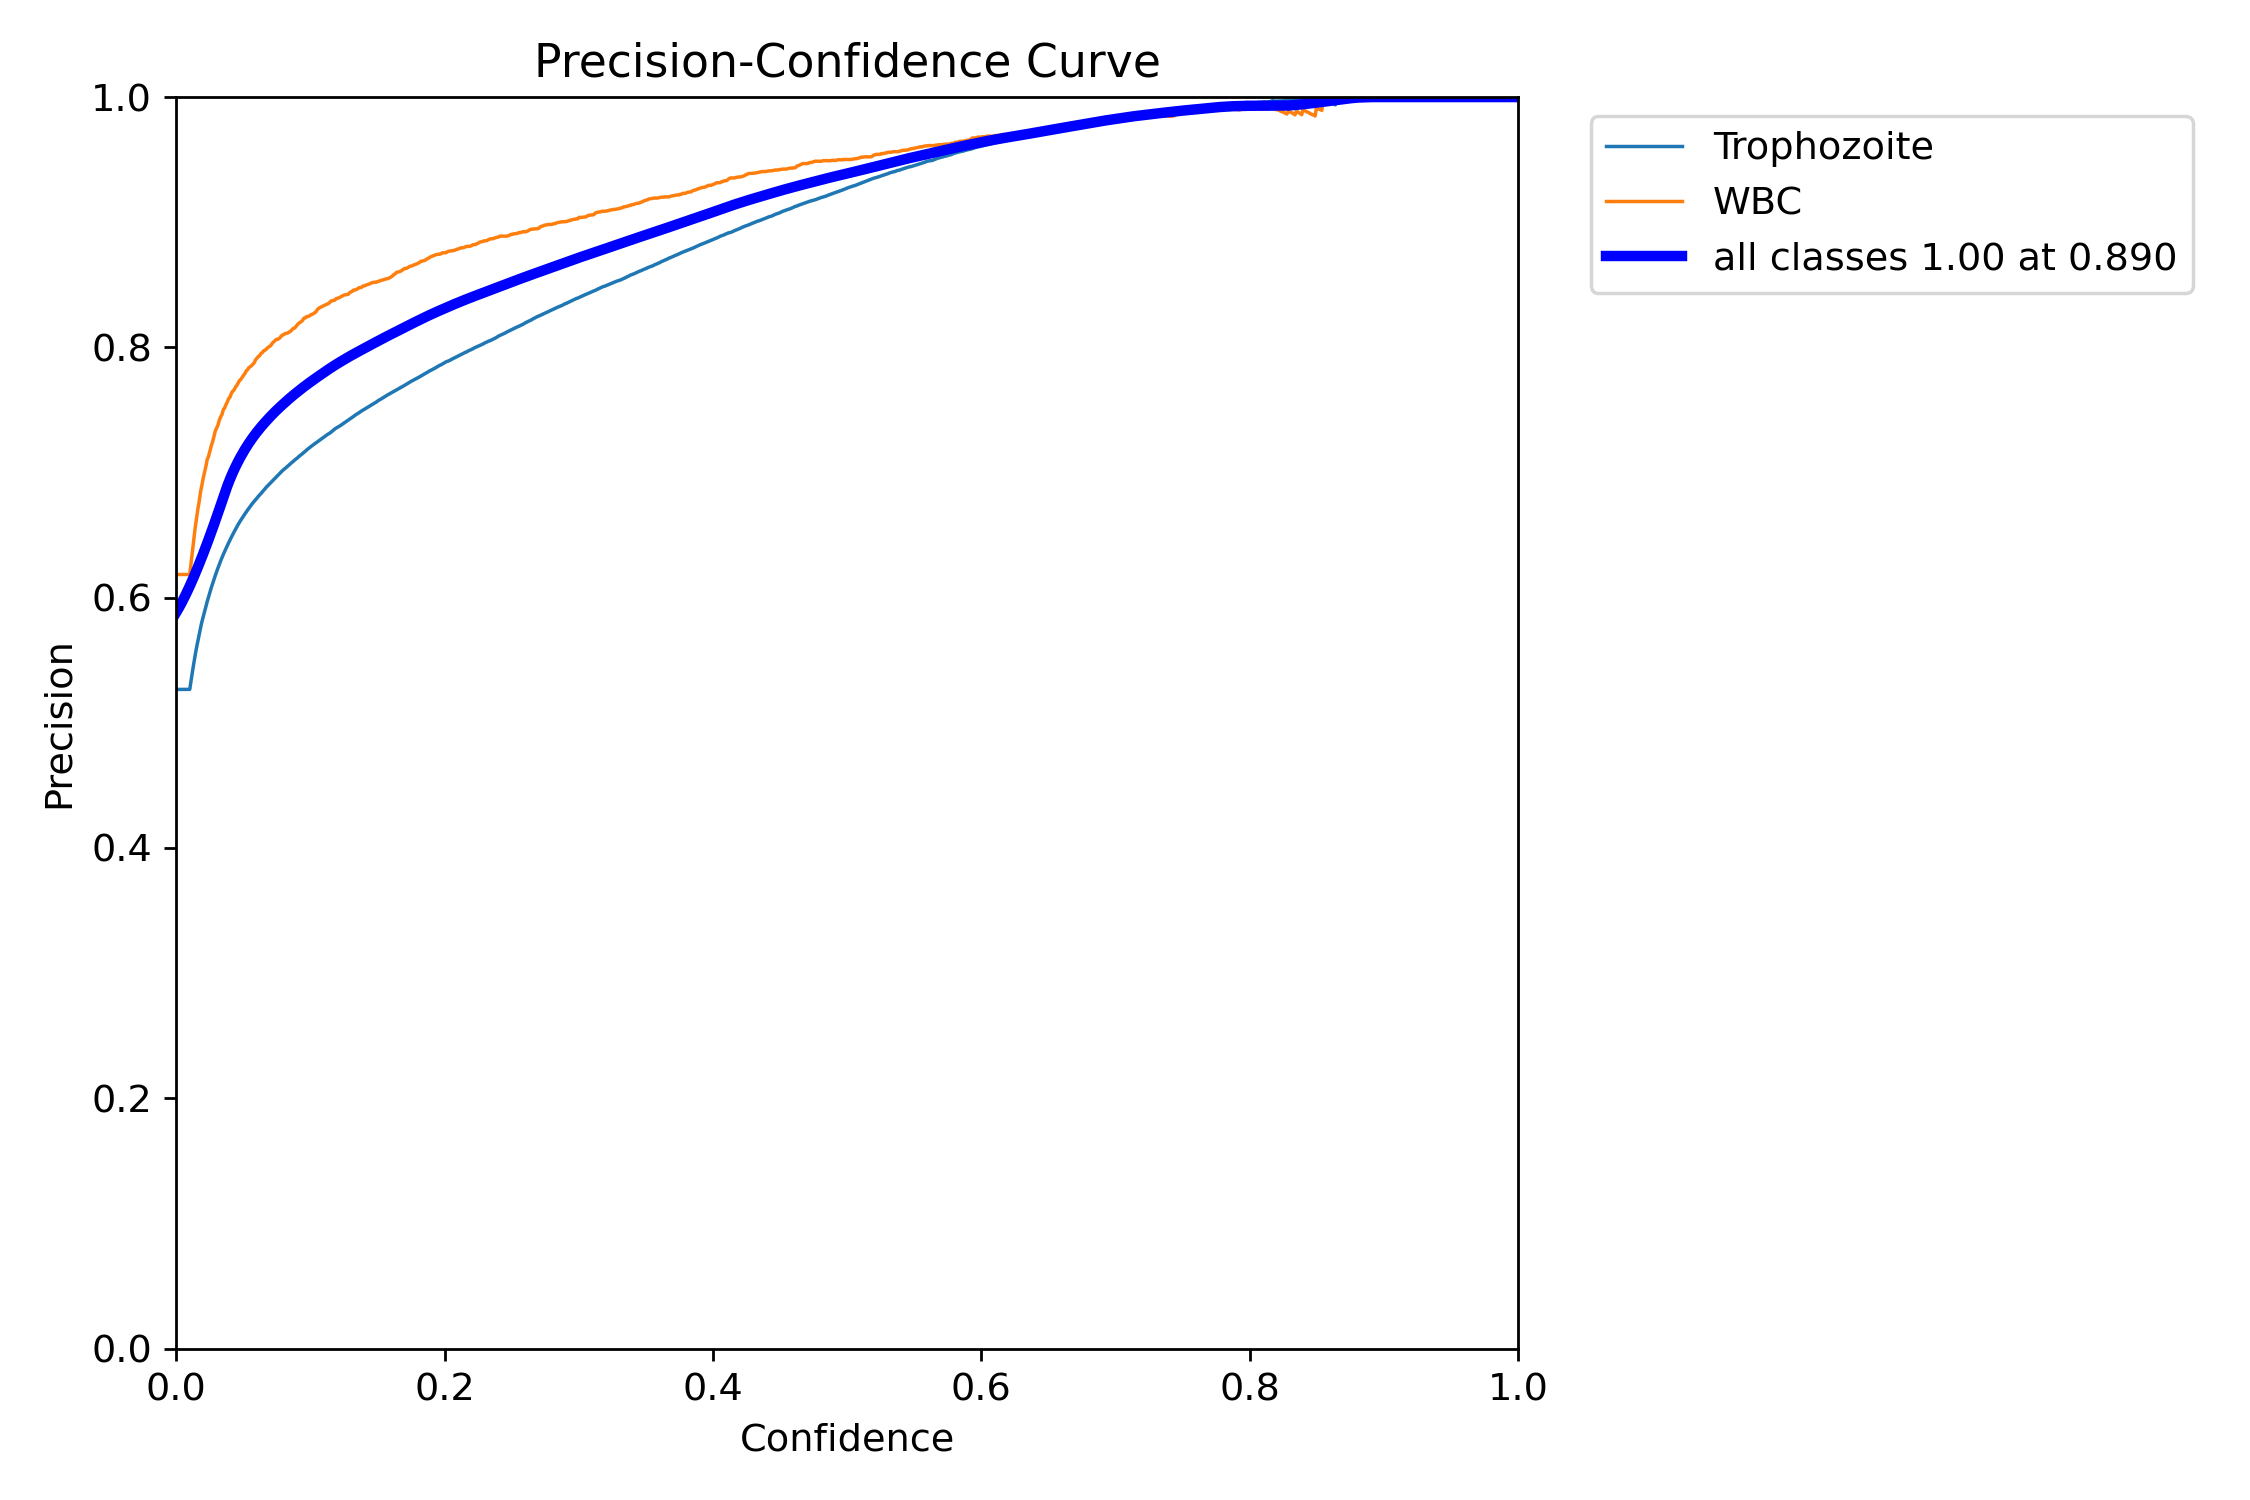 Precision-Confidence Curve
1.0
0.8
0.6
0.4
0.2
0.0
Precision
0.0 0.2 0.4 0.6 0.8 1.0
Confidence
Trophozoite
WBC
all classes 1.00 at 0.890